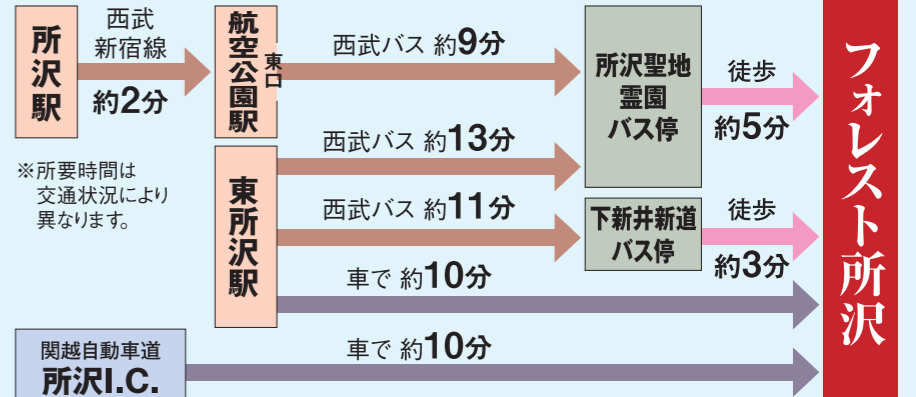 所沢駅
西武
新宿線
約2分
航空公園駅
東口
西武バス 約9分
所沢聖地
霊園
バス停
徒歩
約5分
フォレスト所沢
※所要時間は
交通状況により
異なります。
東所沢駅
西武バス 約13分
西武バス 約11分
下新井新道
バス停
徒歩
約3分
車で 約10分
関越自動車道
所沢I.C.
車で 約10分